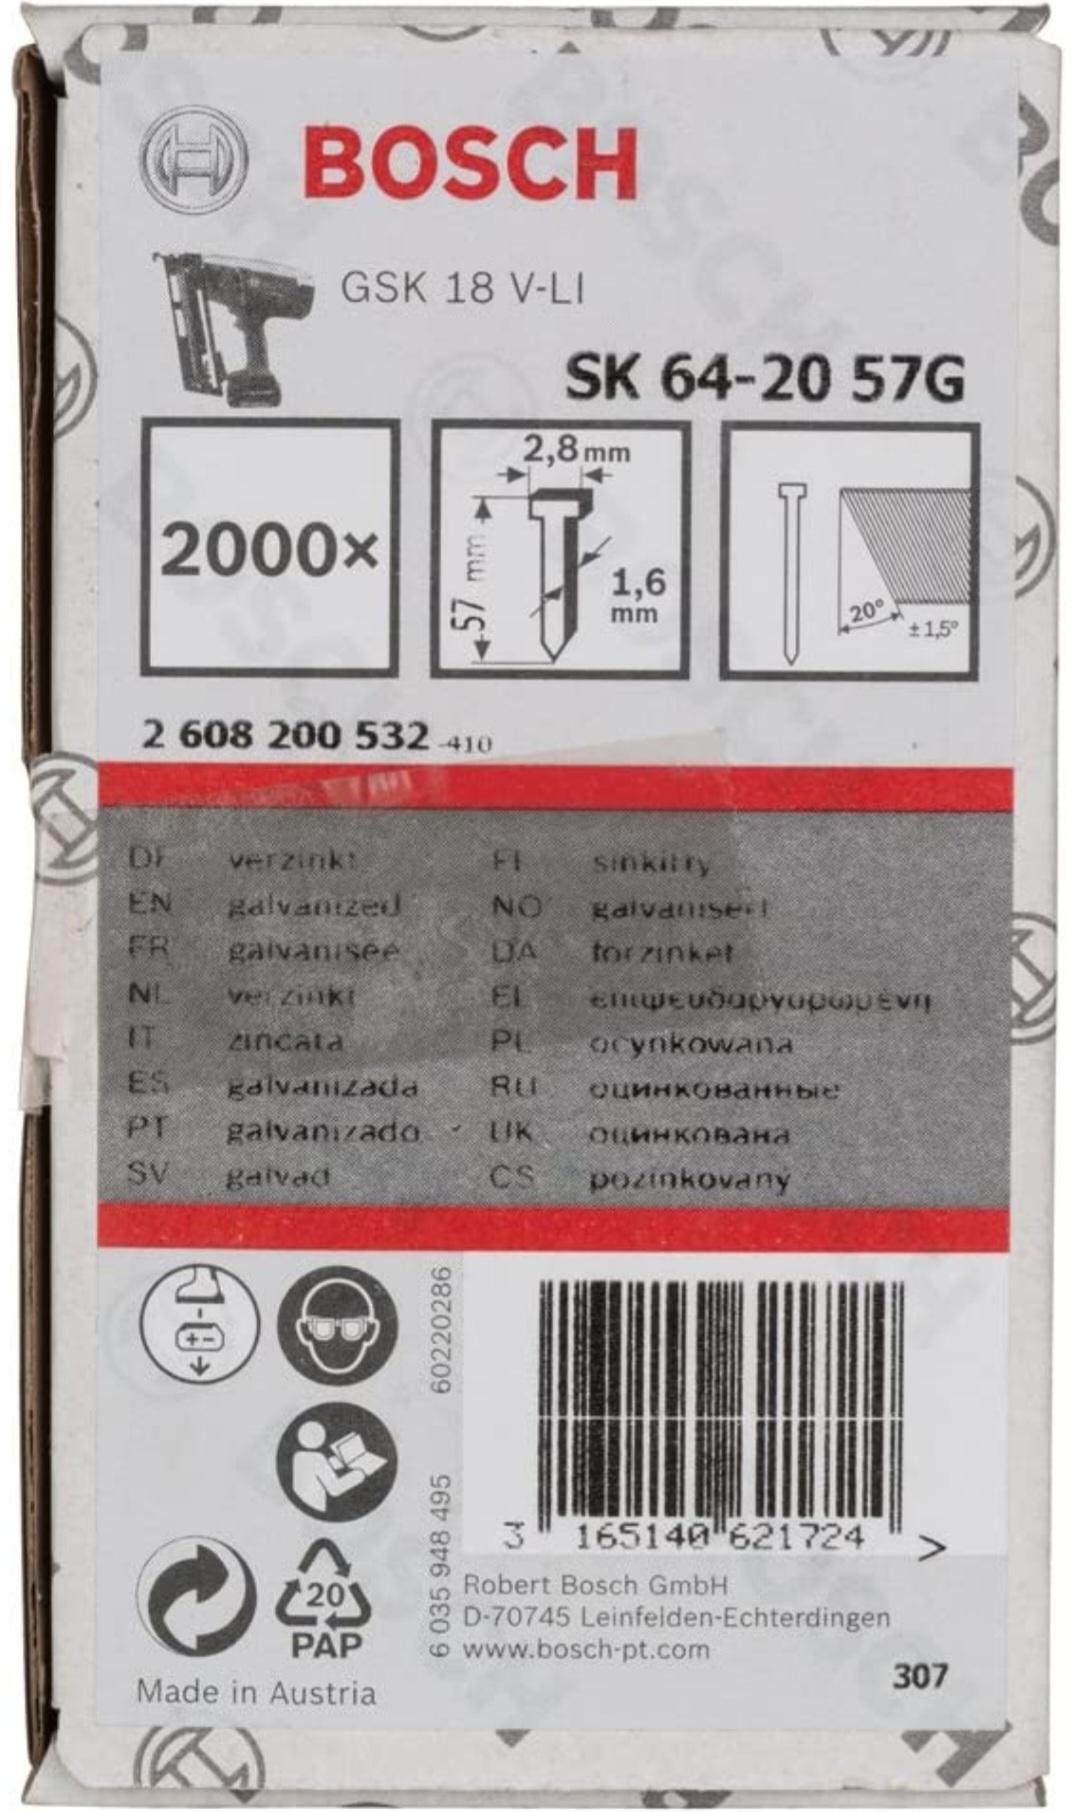 BOSCH
GSK 18 V-LI
SK 64-20 57G
2000×
2,8 mm
57 mm
1,6 mm
20°
±1,5°
2 608 200 532 -410
DE verzinkt FI sinkitty
EN galvanized NO galvanisert
FR galvanisée DA forzinket
NL verzinkt EL επιψευδαργυρωμένη
IT zincata PL ocynkowana
ES galvanizada RU оцинкованные
PT galvanizado UK оцинкована
SV galvad CS pozinkovaný
60220286
6 035 948 495
3 165140 621724 >
20
PAP
Robert Bosch GmbH
D-70745 Leinfelden-Echterdingen
www.bosch-pt.com
307
Made in Austria